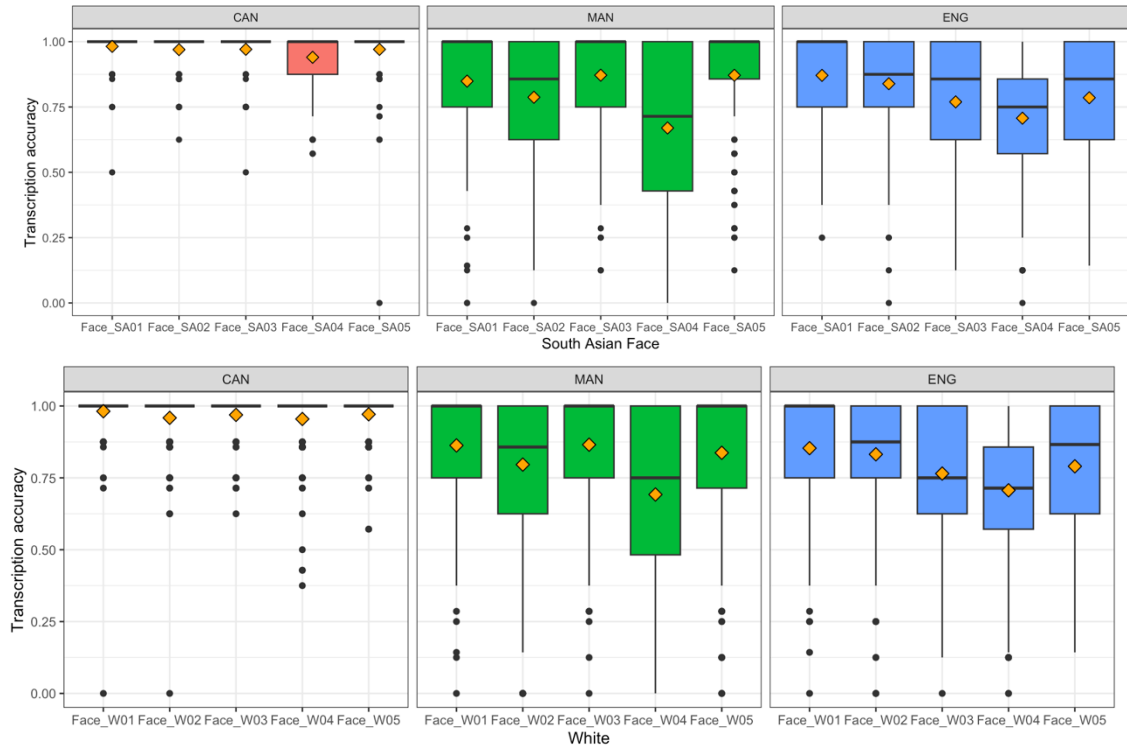 CAN MAN ENG
Transcription accuracy
1.00
0.75
0.50
0.25
0.00
Face_SA01 Face_SA02 Face_SA03 Face_SA04 Face_SA05 Face_SA01 Face_SA02 Face_SA03 Face_SA04 Face_SA05 Face_SA01 Face_SA02 Face_SA03 Face_SA04 Face_SA05
South Asian Face
CAN MAN ENG
Transcription accuracy
1.00
0.75
0.50
0.25
0.00
Face_W01 Face_W02 Face_W03 Face_W04 Face_W05 Face_W01 Face_W02 Face_W03 Face_W04 Face_W05 Face_W01 Face_W02 Face_W03 Face_W04 Face_W05
White